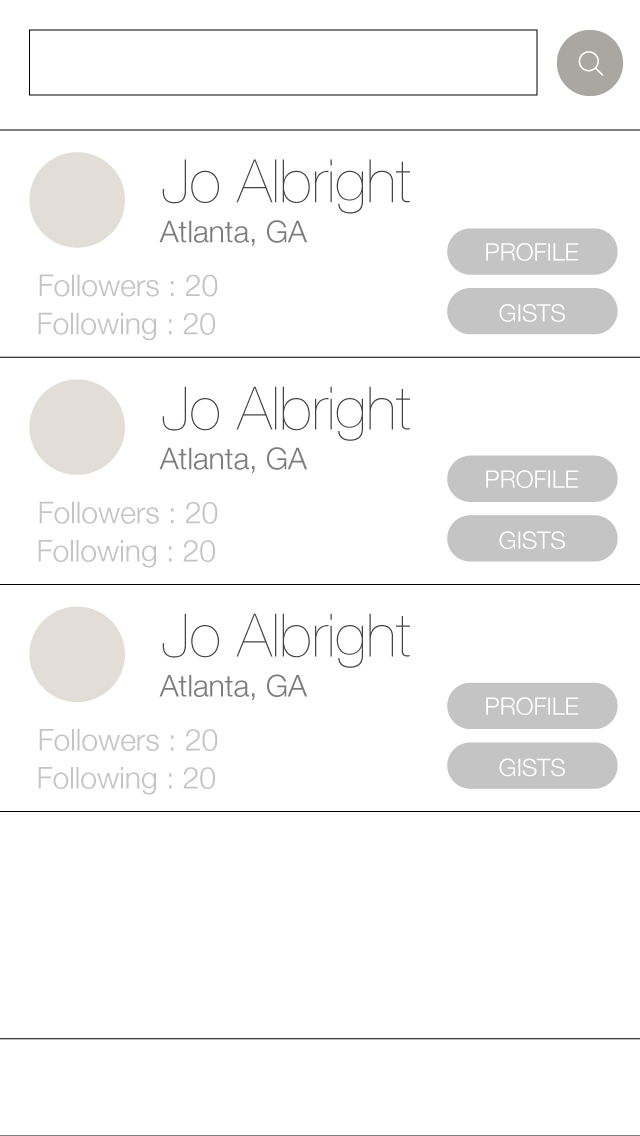 Jo Albright
Atlanta, GA
Followers : 20
Following : 20
PROFILE
GISTS
Jo Albright
Atlanta, GA
Followers : 20
Following : 20
PROFILE
GISTS
Jo Albright
Atlanta, GA
Followers : 20
Following : 20
PROFILE
GISTS